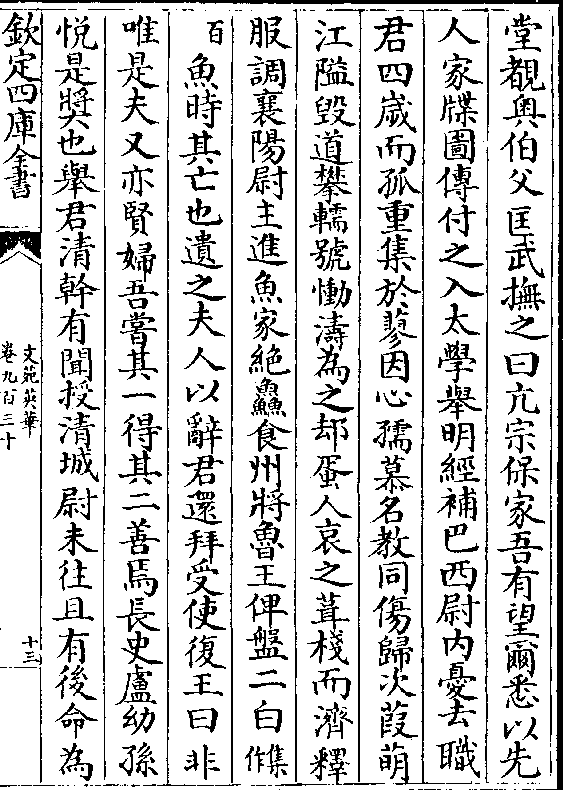 堂覩奥伯父匡武撫之曰亢宗保家吾有望爾悉以先
人家牒圖傳付之入太學舉明經補巴西尉内憂去職
君四歲而孤重集於蓼因心孺慕名教同傷歸次葭萌
江隘毀道攀轜號慟濤為之却蛋人哀之葺棧而濟釋
服調襄陽尉主進魚家絶鱻食州將魯王俾盤二白集作
百魚時其亡也遺之夫人以辭君還拜受使復王曰非
唯是夫又亦賢婦吾嘗其一得其二善焉長史盧幼孫
悅是奬也舉君清幹有聞授清城尉未往且有後命為
欽定四庫全書
文苑英華
卷九百三十
十三